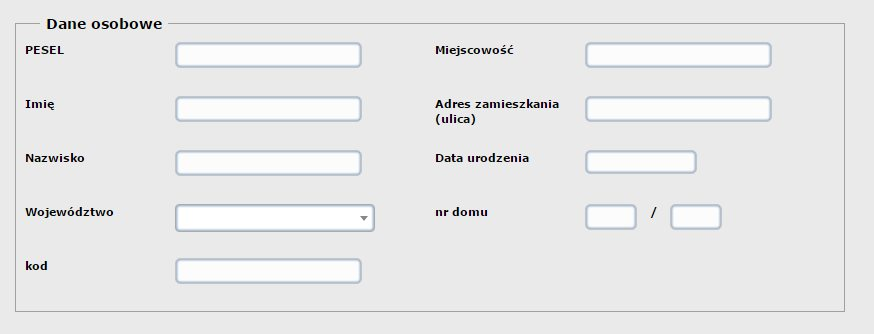 Dane osobowe
PESEL
Miejscowość
Imię
Adres zamieszkania
(ulica)
Nazwisko
Data urodzenia
Województwo
nr domu
/
kod